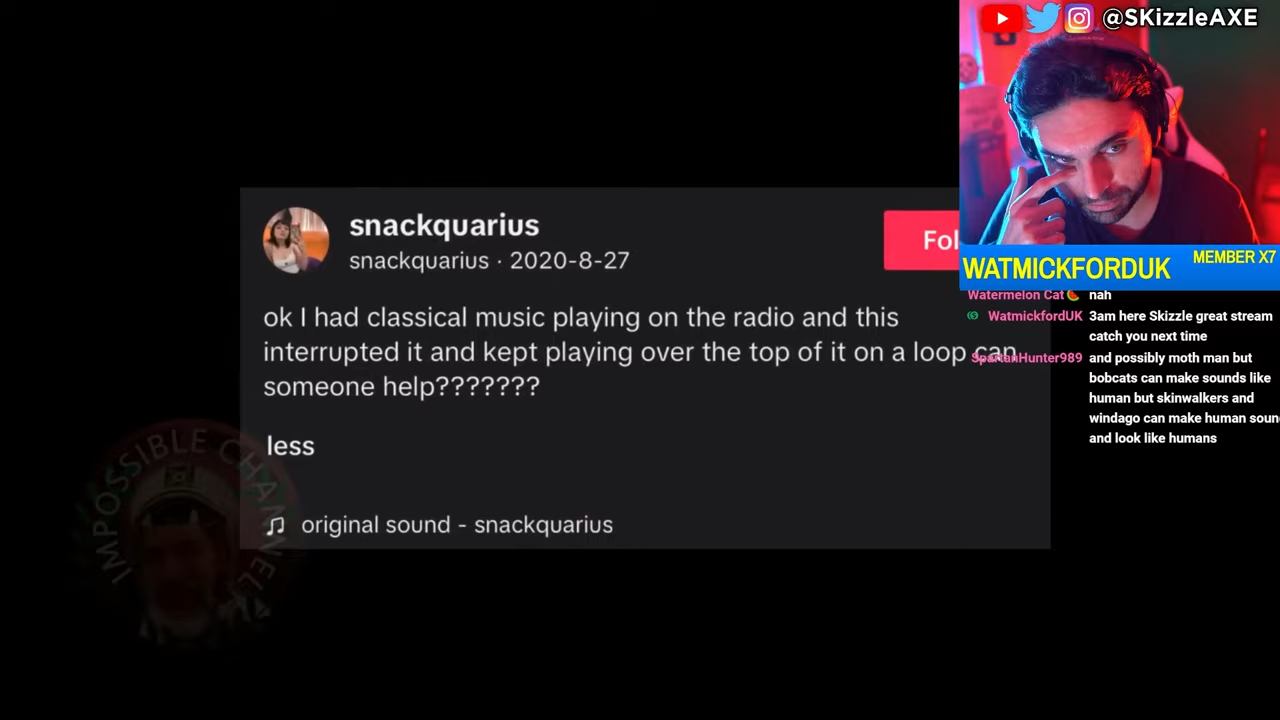 @SKizzleAXE
snackquarius
snackquarius · 2020-8-27
Fol
ok I had classical music playing on the radio and this
interrupted it and kept playing over the top of it on a loop can
someone help???????
less
original sound - snackquarius
IMPOSSIBLE CHANNEL
WATMICKFORDUK
MEMBER X7
Watermelon Cat🍉 nah
WatmickfordUK 3am here Skizzle great stream
catch you next time
SpartanHunter989 and possibly moth man but
bobcats can make sounds like
human but skinwalkers and
windago can make human soun
and look like humans